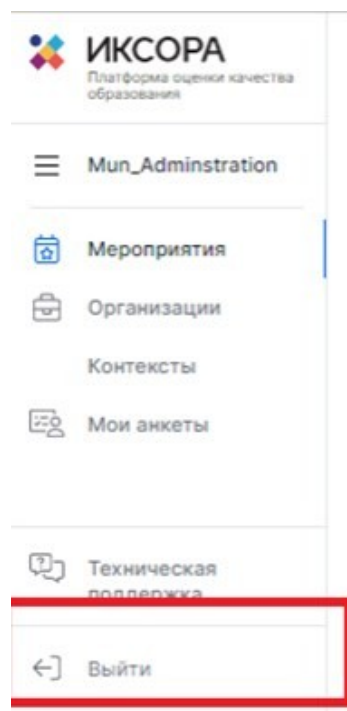 ИКСОРА
Платформа оценки качества
образования
Mun_Adminstration
Мероприятия
Организации
Контексты
Мои анкеты
Техническая
поддержка
Выйти